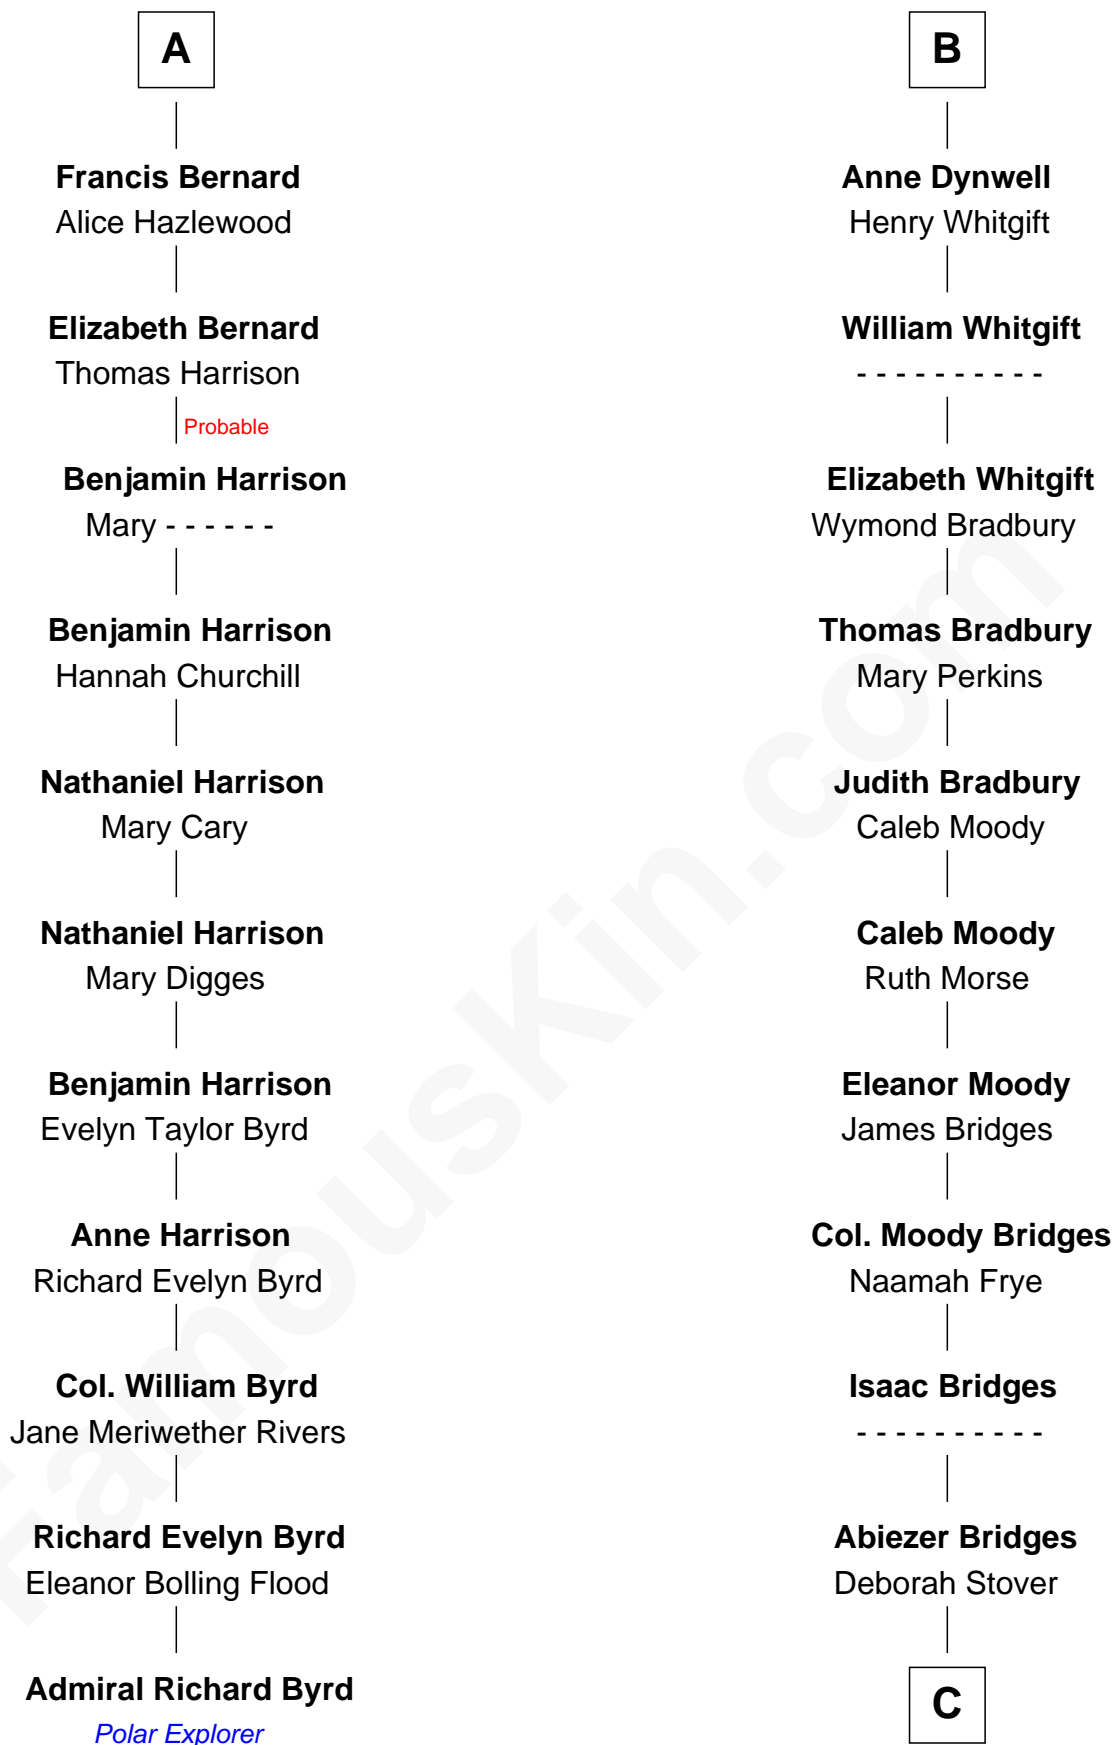 A
Francis Bernard
Alice Hazlewood
Elizabeth Bernard
Thomas Harrison
Probable
Benjamin Harrison
Mary - - - - - -
Benjamin Harrison
Hannah Churchill
Nathaniel Harrison
Mary Cary
Nathaniel Harrison
Mary Digges
Benjamin Harrison
Evelyn Taylor Byrd
Anne Harrison
Richard Evelyn Byrd
Col. William Byrd
Jane Meriwether Rivers
Richard Evelyn Byrd
Eleanor Bolling Flood
Admiral Richard Byrd
Polar Explorer
B
Anne Dynwell
Henry Whitgift
William Whitgift
- - - - - - - - - -
Elizabeth Whitgift
Wymond Bradbury
Thomas Bradbury
Mary Perkins
Judith Bradbury
Caleb Moody
Caleb Moody
Ruth Morse
Eleanor Moody
James Bridges
Col. Moody Bridges
Naamah Frye
Isaac Bridges
- - - - - - - - - -
Abiezer Bridges
Deborah Stover
C
FamousKin.com